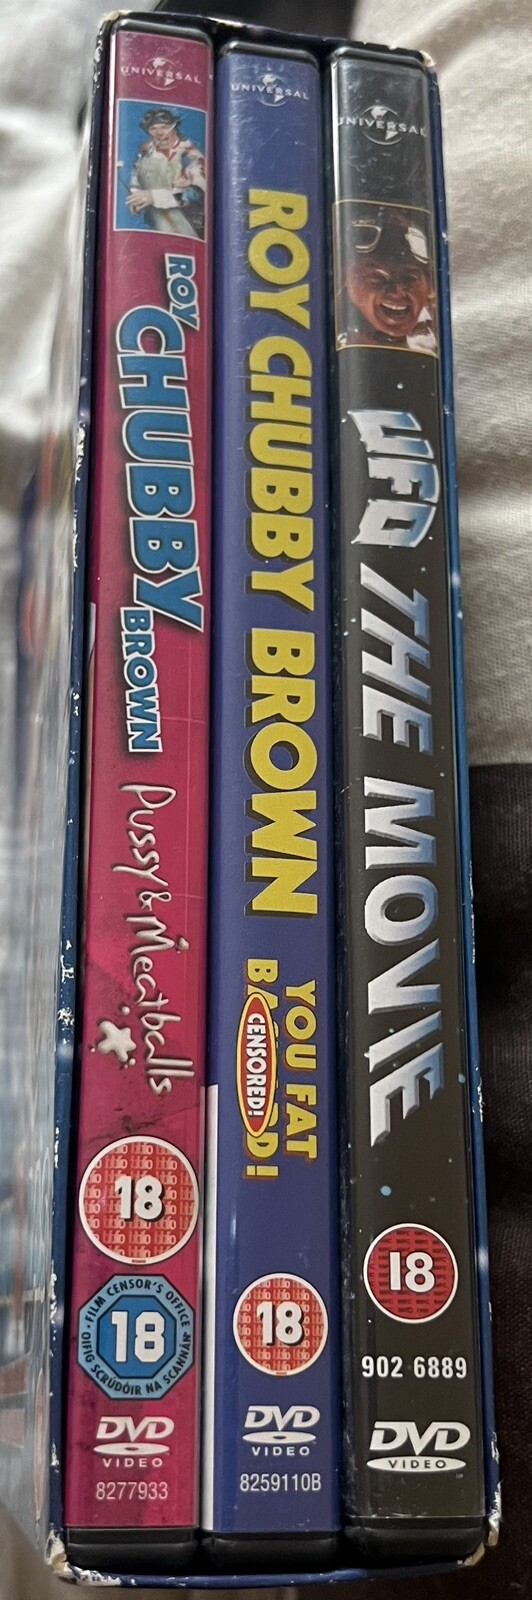 UNIVERSAL
ROY
CHUBBY
BROWN
Pussy & Meatballs
18
FILM CENSOR'S OFFICE
18
OIFIG SCRÚDÓIR NA SCANNÁN
DVD
VIDEO
8277933
UNIVERSAL
ROY CHUBBY BROWN
YOU FAT
BA CENSORED! D!
18
DVD
VIDEO
8259110B
UNIVERSAL
UFO THE MOVIE
18
902 6889
DVD
VIDEO